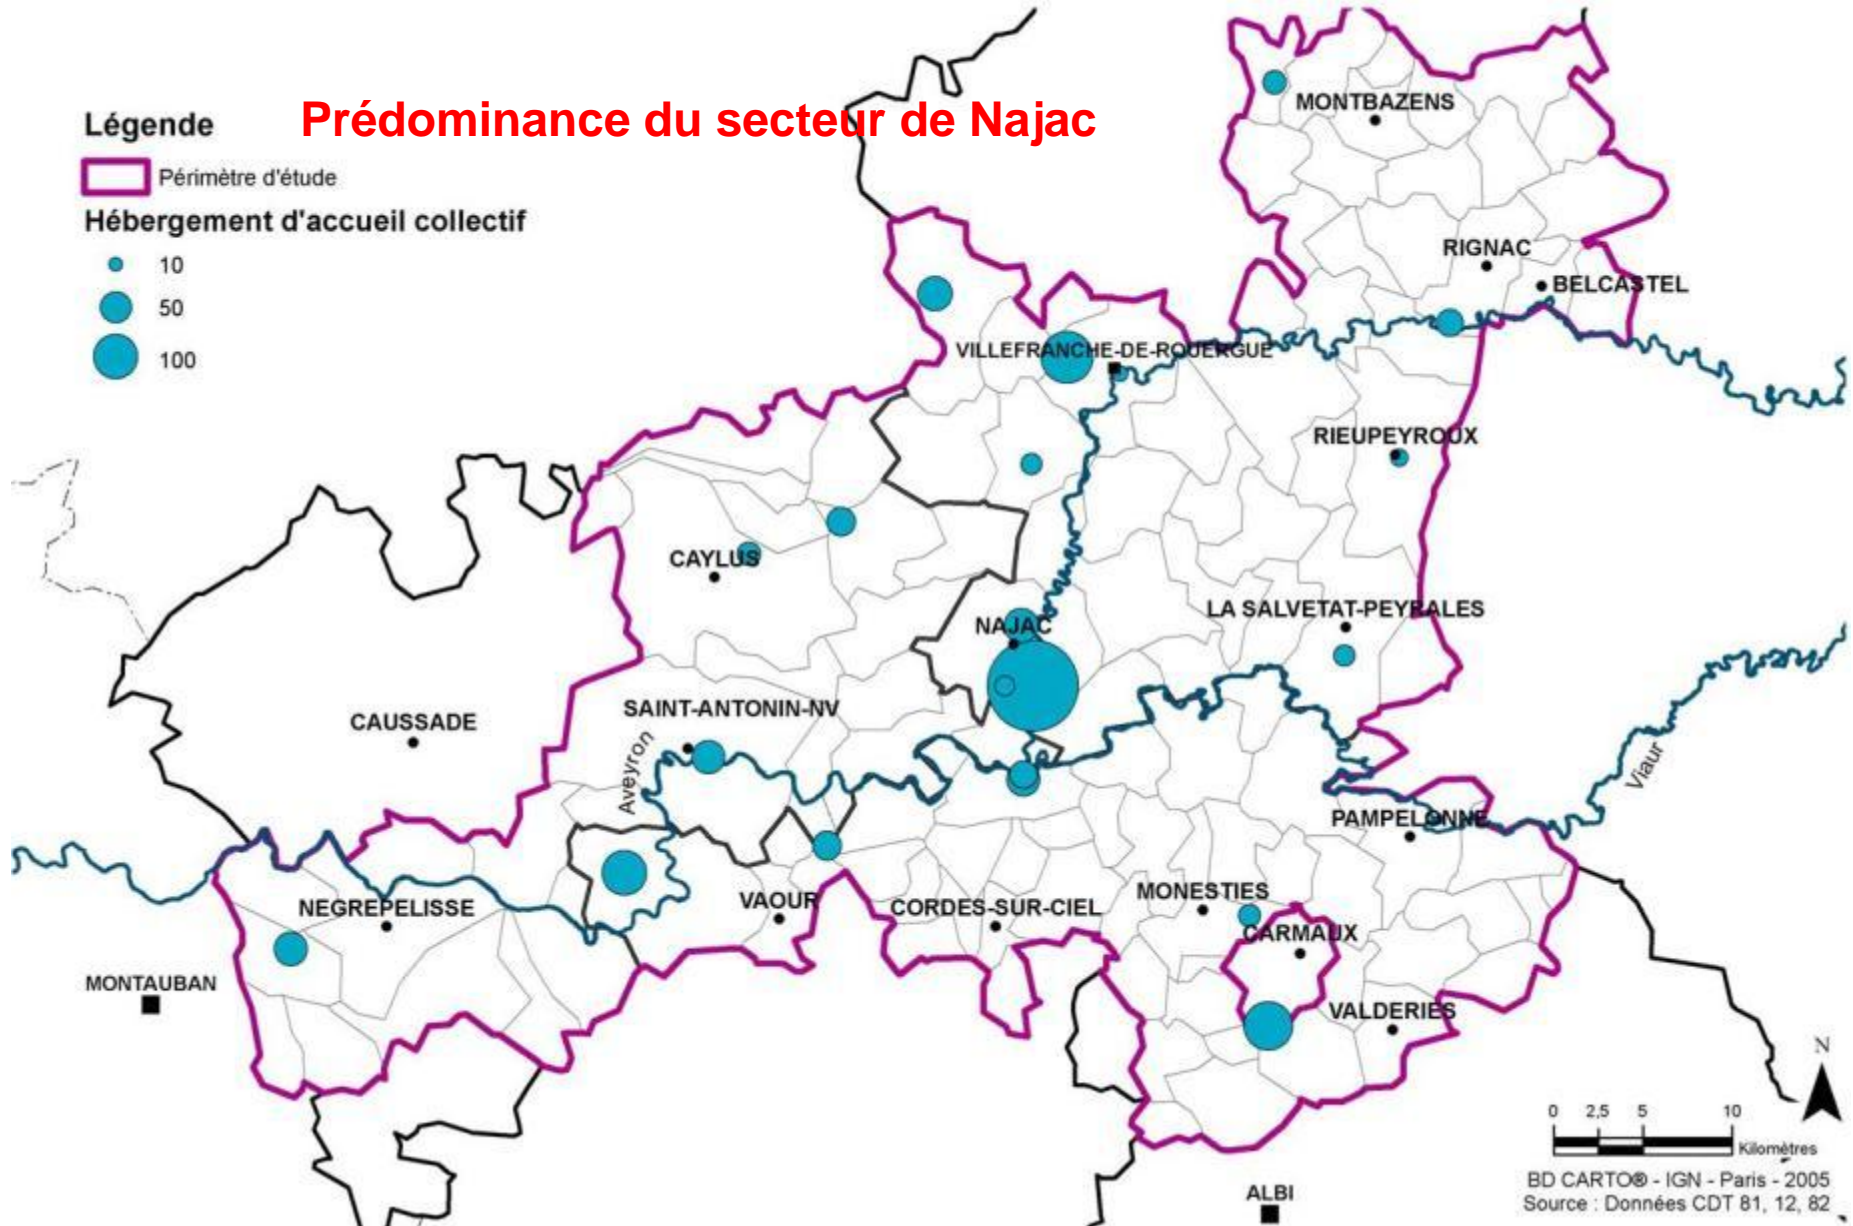 Prédominance du secteur de Najac
Légende
Périmètre d'étude
Hébergement d'accueil collectif
10
50
100
MONTBAZENS
RIGNAC
BELCASTEL
VILLEFRANCHE-DE-ROUERGUE
RIEUPEYROUX
CAYLUS
LA SALVETAT-PEYRALES
NAJAC
SAINT-ANTONIN-NV
CAUSSADE
Aveyron
Viaur
PAMPELONNE
MONESTIES
VAOUR
CORDES-SUR-CIEL
NEGREPELISSE
CARMAUX
MONTAUBAN
VALDERIES
N
0 2,5 5 10
Kilomètres
BD CARTO® - IGN - Paris - 2005
ALBI
Source : Données CDT 81, 12, 82